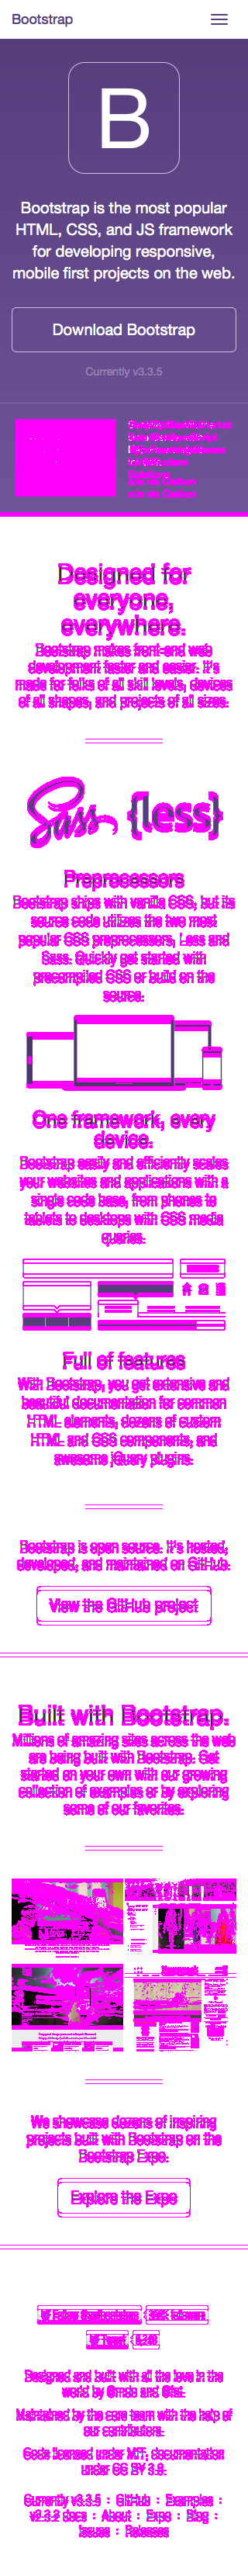 Bootstrap
B
Bootstrap is the most popular
HTML, CSS, and JS framework
for developing responsive,
mobile first projects on the web.
Download Bootstrap
Currently v3.3.5
ads via Carbon
ads via Carbon
Designed for
everyone,
everywhere.
Bootstrap makes front-end web
development faster and easier. It's
made for folks of all skill levels, devices
of all shapes, and projects of all sizes.
Sass {less}
Preprocessors
Bootstrap ships with vanilla CSS, but its
source code utilizes the two most
popular CSS preprocessors, Less and
Sass. Quickly get started with
precompiled CSS or build on the
source.
One framework, every
device.
Bootstrap easily and efficiently scales
your websites and applications with a
single code base, from phones to
tablets to desktops with CSS media
queries.
Full of features
With Bootstrap, you get extensive and
beautiful documentation for common
HTML elements, dozens of custom
HTML and CSS components, and
awesome jQuery plugins.
Bootstrap is open source. It's hosted,
developed, and maintained on GitHub.
View the GitHub project
Built with Bootstrap.
Millions of amazing sites across the web
are being built with Bootstrap. Get
started on your own with our growing
collection of examples or by exploring
some of our favorites.
We showcase dozens of inspiring
projects built with Bootstrap on the
Bootstrap Expo.
Explore the Expo
Tweet
Designed and built with all the love in the
world by @mdo and @fat.
Maintained by the core team with the help of
our contributors.
Code licensed under MIT, documentation
under CC BY 3.0.
Currently v3.3.5 · GitHub · Examples ·
v2.3.2 docs · About · Expo · Blog ·
Issues · Releases